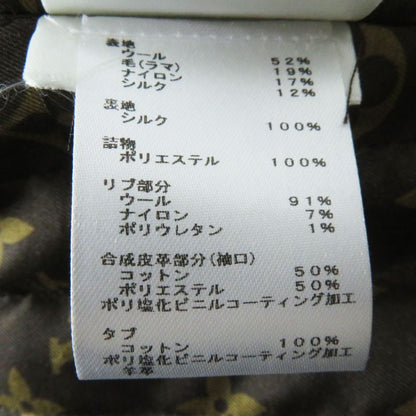 表地
ウール 52%
毛(ラマ) 19%
ナイロン 17%
シルク 12%
裏地
シルク 100%
詰物
ポリエステル 100%
リブ部分
ウール 91%
ナイロン 7%
ポリウレタン 1%
合成皮革部分(袖口)
コットン 50%
ポリエステル 50%
ポリ塩化ビニルコーティング加工
タブ
コットン 100%
ポリ塩化ビニルコーティング加工
羊革